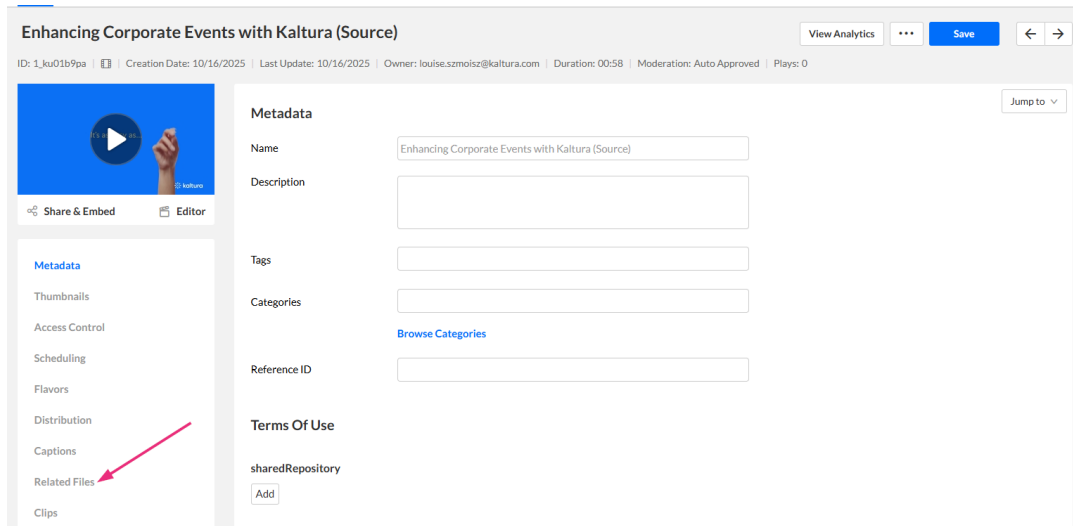 Enhancing Corporate Events with Kaltura (Source)
View Analytics
Save
ID: 1_ku01b9pa | Creation Date: 10/16/2025 | Last Update: 10/16/2025 | Owner: louise.szmoisz@kaltura.com | Duration: 00:58 | Moderation: Auto Approved | Plays: 0
Jump to
It's as as...
kaltura
Share & Embed
Editor
Metadata
Thumbnails
Access Control
Scheduling
Flavors
Distribution
Captions
Related Files
Clips
Metadata
Name
Enhancing Corporate Events with Kaltura (Source)
Description
Tags
Categories
Browse Categories
Reference ID
Terms Of Use
sharedRepository
Add